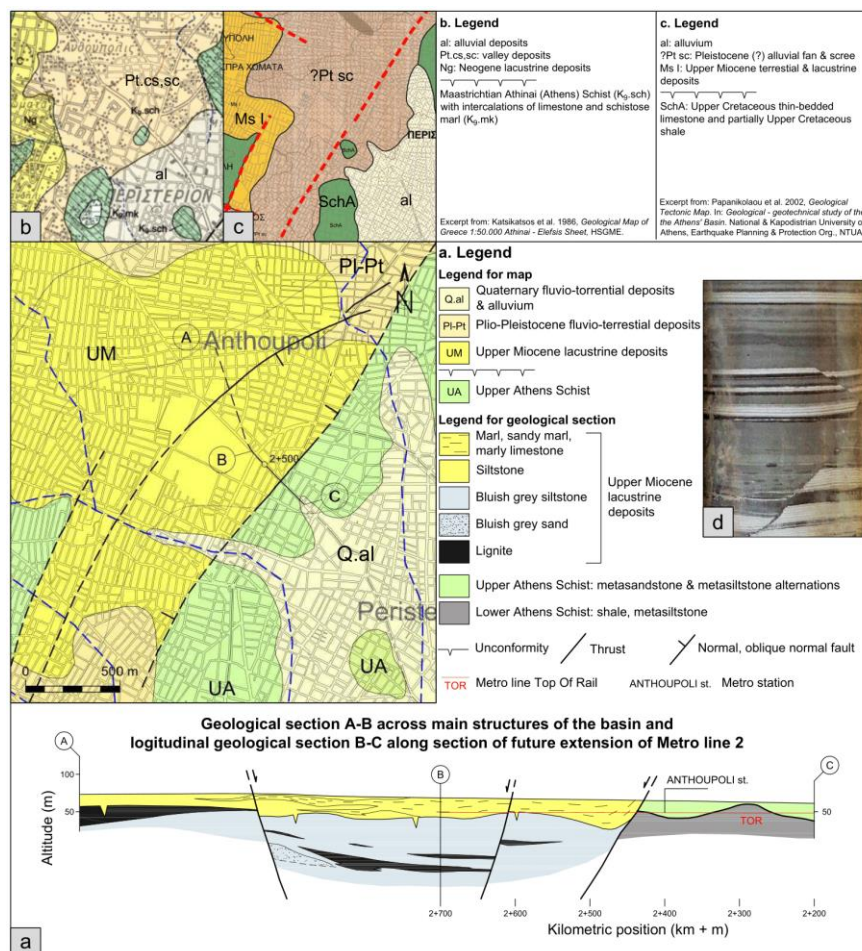 Ανθούπολις
Pt.cs,sc
K₉.sch
Ng
al
ΠΕΡΙΣΤΕΡΙΟΝ
K₉.mk
K₉.sch
b
ΥΠΟΛΗ
ΣΠΡΑ ΧΩΜΑΤΑ
?Pt sc
Ms I
Ms I
ΠΕΡΙΣ
SchA
al
SchA
SchA
c
b. Legend
al: alluvial deposits
Pt.cs,sc: valley deposits
Ng: Neogene lacustrine deposits
Maastrichtian Athinai (Athens) Schist (K₉.sch)
with intercalations of limestone and schistose
marl (K₉.mk)
Excerpt from: Katsikatsos et al. 1986, Geological Map of
Greece 1:50.000 Athinai - Elefsis Sheet, HSGME.
c. Legend
al: alluvium
?Pt sc: Pleistocene (?) alluvial fan & scree
Ms I: Upper Miocene terrestial & lacustrine
deposits
SchA: Upper Cretaceous thin-bedded
limestone and partially Upper Cretaceous
shale
Excerpt from: Papanikolaou et al. 2002, Geological
Tectonic Map. In: Geological - geotechnical study of the
the Athens' Basin. National & Kapodistrian University of
Athens, Earthquake Planning & Protection Org., NTUA
Pl-Pt
N
A
Anthoupoli
UM
B
2+500
C
Q.al
Periste
UA
UA
0
500 m
a. Legend
Legend for map
Q.al Quaternary fluvio-torrential deposits
& alluvium
Pl-Pt Plio-Pleistocene fluvio-terrestial deposits
UM Upper Miocene lacustrine deposits
UA Upper Athens Schist
Legend for geological section
Marl, sandy marl,
marly limestone
Siltstone
Bluish grey siltstone
Bluish grey sand
Lignite
Upper Miocene
lacustrine
deposits
Upper Athens Schist: metasandstone & metasiltstone alternations
Lower Athens Schist: shale, metasiltstone
Unconformity
Thrust
Normal, oblique normal fault
TOR Metro line Top Of Rail
ANTHOUPOLI st. Metro station
d
Geological section A-B across main structures of the basin and
logitudinal geological section B-C along section of future extension of Metro line 2
A
B
C
ANTHOUPOLI st.
100
50
50
TOR
Altitude (m)
2+700
2+600
2+500
2+400
2+300
2+200
Kilometric position (km + m)
a